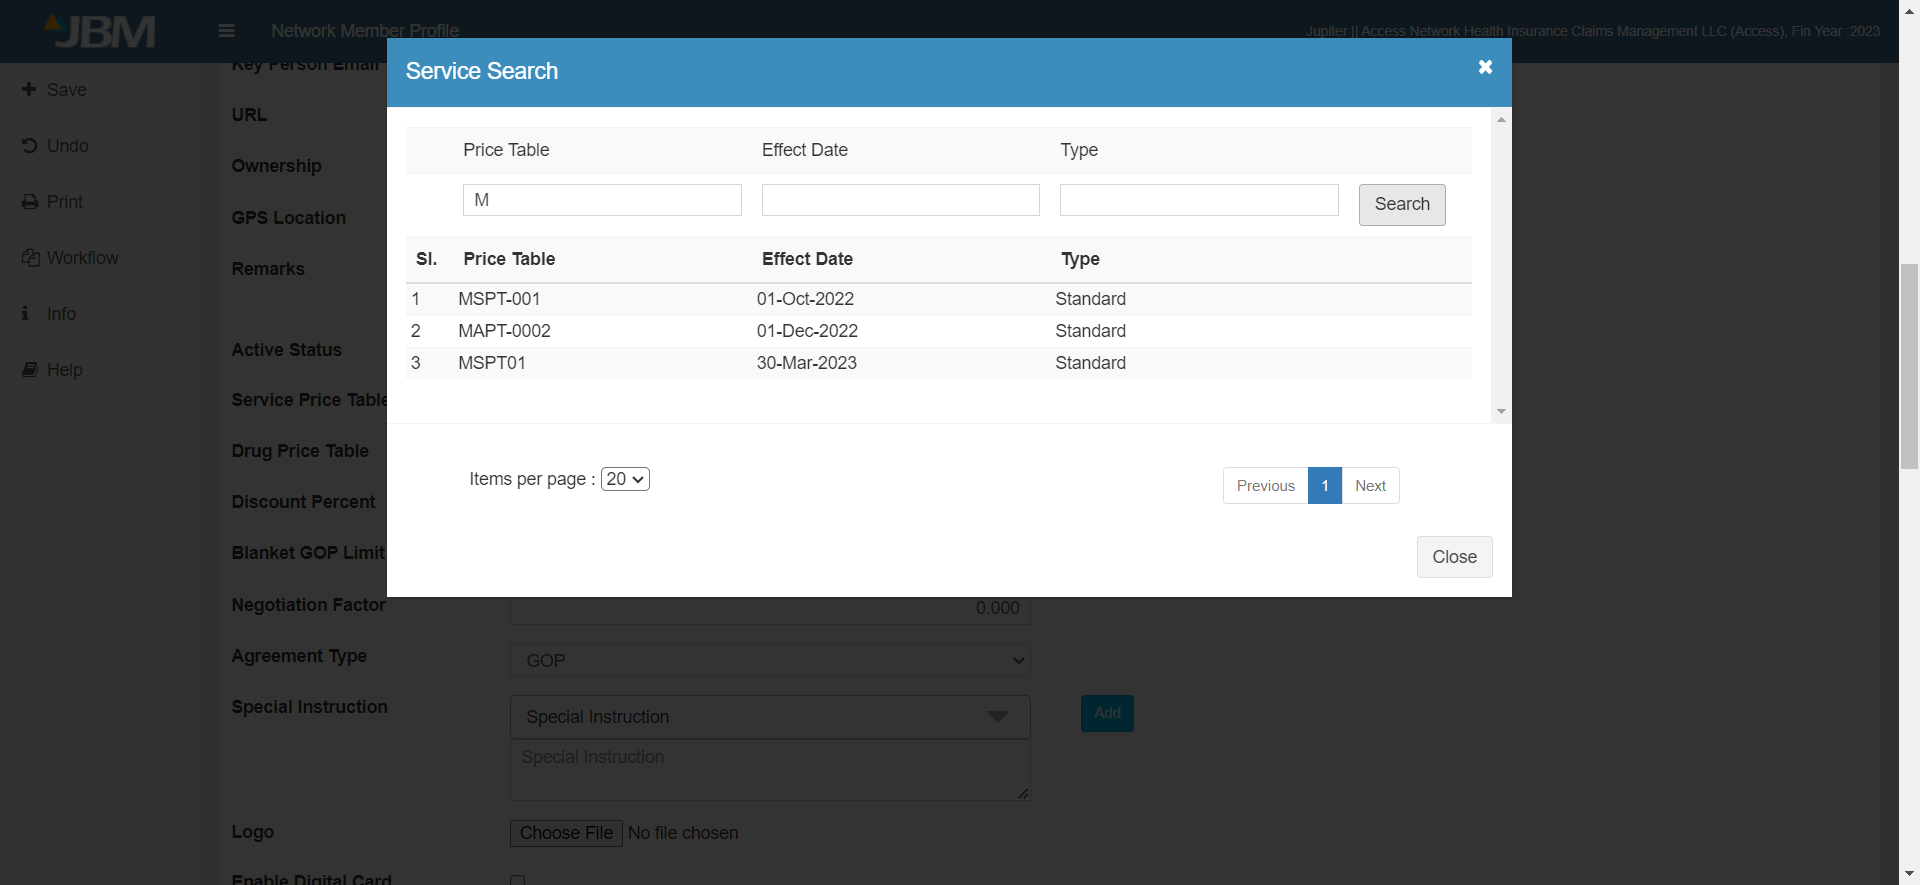 JBM
Network Member Profile
Jupiter || Access Network Health Insurance Claims Management LLC (Access), Fin Year :2023
Save
Undo
Print
Workflow
Info
Help
Key Person Email
URL
Ownership
GPS Location
Remarks
Active Status
Service Price Table
Drug Price Table
Discount Percent
Blanket GOP Limit
Service Search
Price Table Effect Date Type
M
Search
Sl. Price Table Effect Date Type
1 MSPT-001 01-Oct-2022 Standard
2 MAPT-0002 01-Dec-2022 Standard
3 MSPT01 30-Mar-2023 Standard
Items per page : 20
Previous 1 Next
Close
Negotiation Factor 0.000
Agreement Type GOP
Special Instruction Special Instruction Add
Special Instruction
Logo Choose File No file chosen
Enable Digital Card